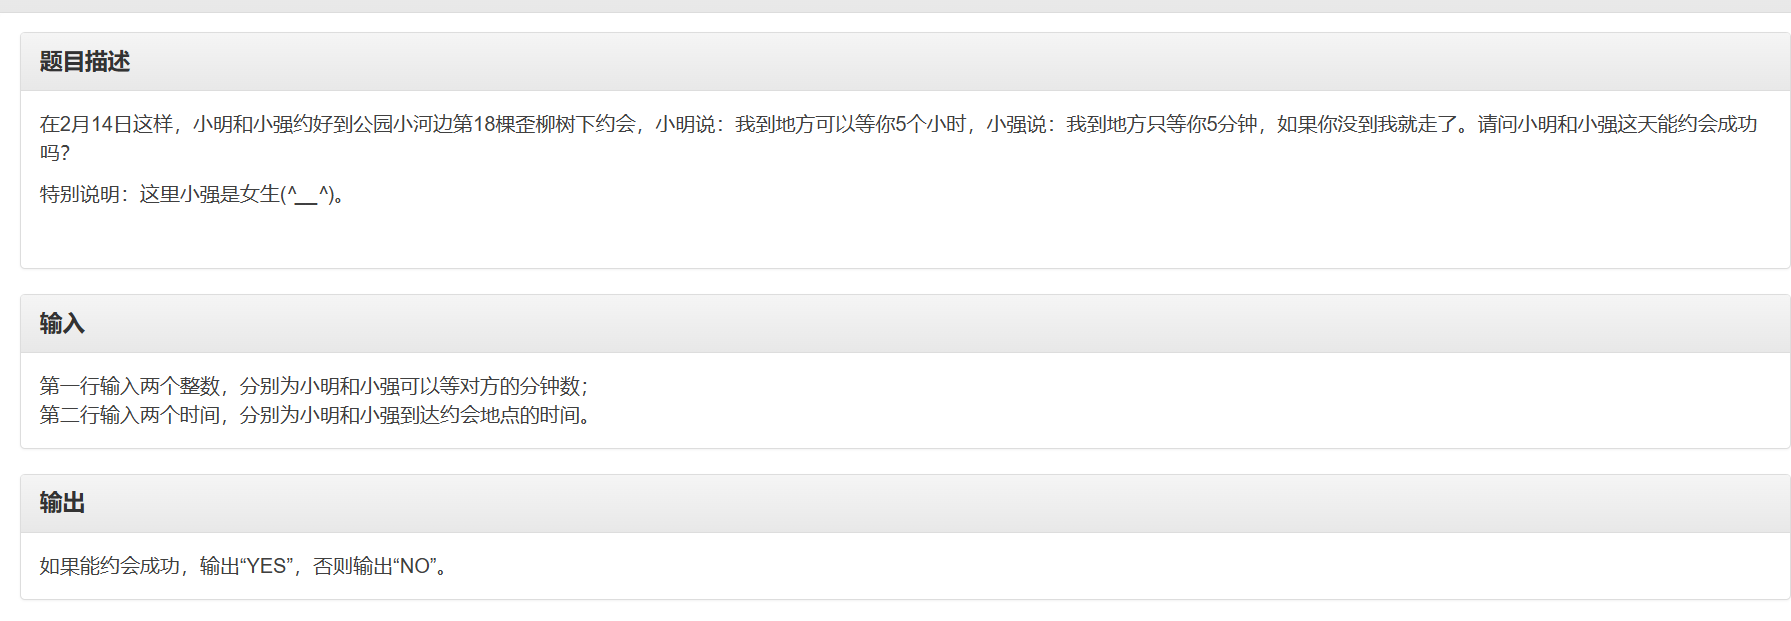 题目描述
在2月14日这样，小明和小强约好到公园小河边第18棵歪柳树下约会，小明说：我到地方可以等你5个小时，小强说：我到地方只等你5分钟，如果你没到我就走了。请问小明和小强这天能约会成功
吗？
特别说明：这里小强是女生(^__^)。
输入
第一行输入两个整数，分别为小明和小强可以等对方的分钟数；
第二行输入两个时间，分别为小明和小强到达约会地点的时间。
输出
如果能约会成功，输出“YES”，否则输出“NO”。